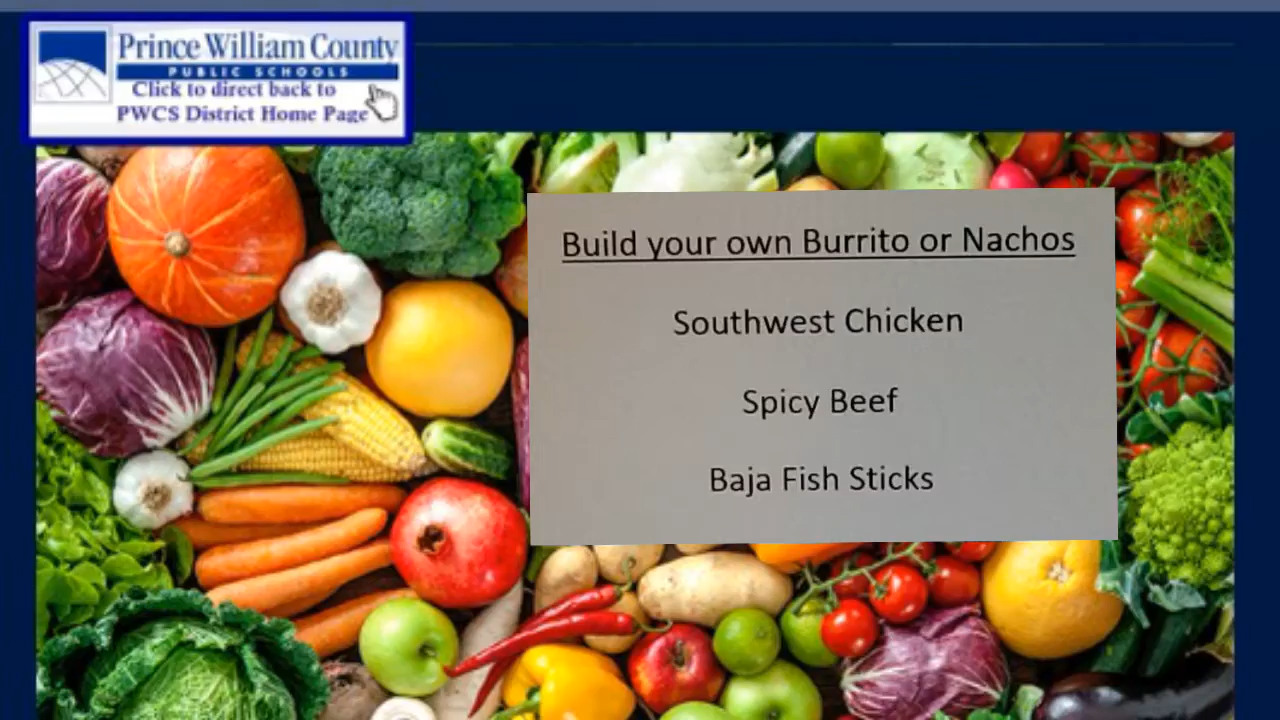 Prince William County
PUBLIC SCHOOLS
Click to direct back to
PWCS District Home Page
Build your own Burrito or Nachos
Southwest Chicken
Spicy Beef
Baja Fish Sticks